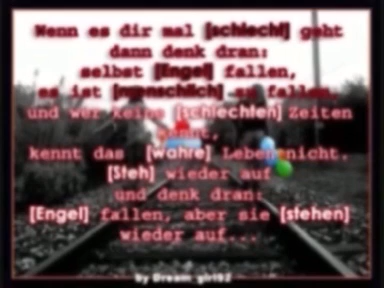 Wenn es dir mal [schlecht] geht
dann denk dran:
selbst [Engel] fallen,
es ist [menschlich] zu fallen.
und wer keine [schlechten] Zeiten
kennt,
kennt das [wahre] Leben nicht.
[Steh] wieder auf
und denk dran:
[Engel] fallen, aber sie [stehen]
wieder auf...
by Dream_girl92